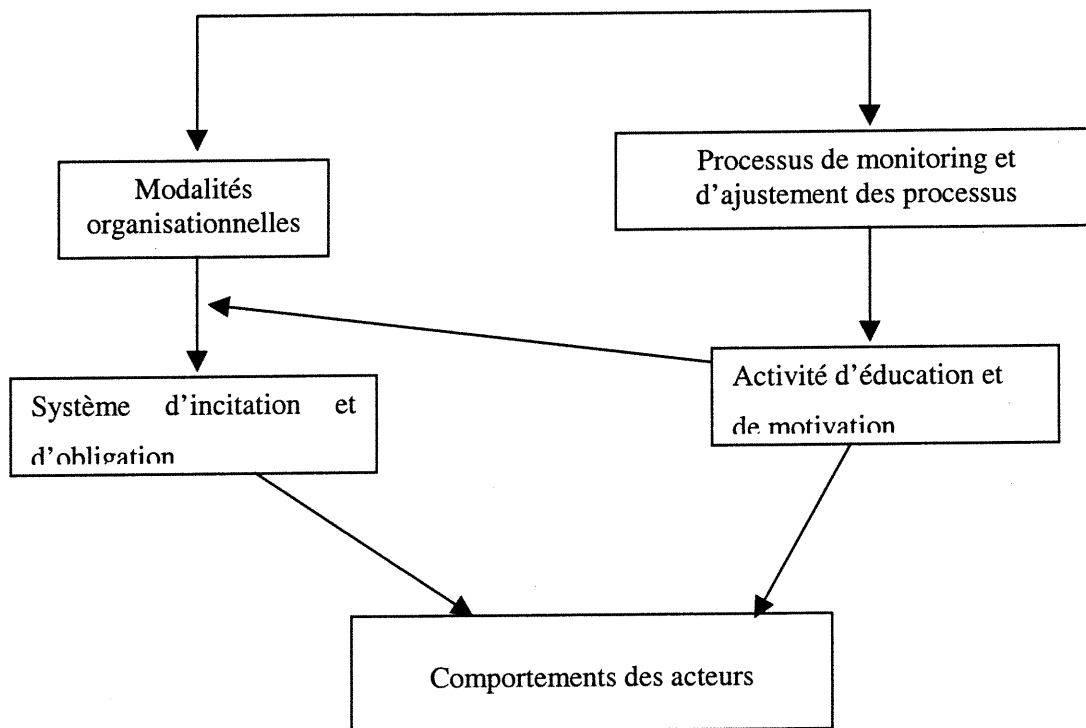 Modalités
organisationnelles
Processus de monitoring et
d'ajustement des processus
Système d'incitation et
d'obligation
Activité d'éducation et
de motivation
Comportements des acteurs